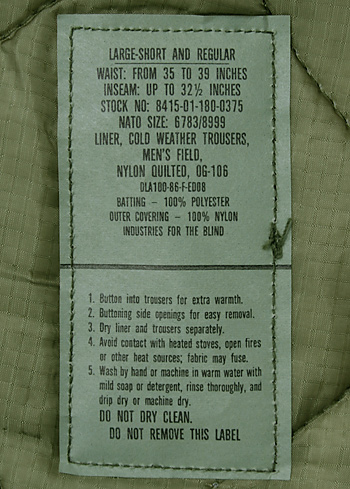 LARGE-SHORT AND REGULAR
WAIST: FROM 35 TO 39 INCHES
INSEAM: UP TO 32½ INCHES
STOCK NO: 8415-01-180-0375
NATO SIZE: 6783/8999
LINER, COLD WEATHER TROUSERS,
MEN'S FIELD,
NYLON QUILTED, OG-106
DLA100-86-F-ED08
BATTING – 100% POLYESTER
OUTER COVERING – 100% NYLON
INDUSTRIES FOR THE BLIND
1. Button into trousers for extra warmth.
2. Buttoning side openings for easy removal.
3. Dry liner and trousers separately.
4. Avoid contact with heated stoves, open fires
or other heat sources; fabric may fuse.
5. Wash by hand or machine in warm water with
mild soap or detergent, rinse thoroughly, and
drip dry or machine dry.
DO NOT DRY CLEAN.
DO NOT REMOVE THIS LABEL